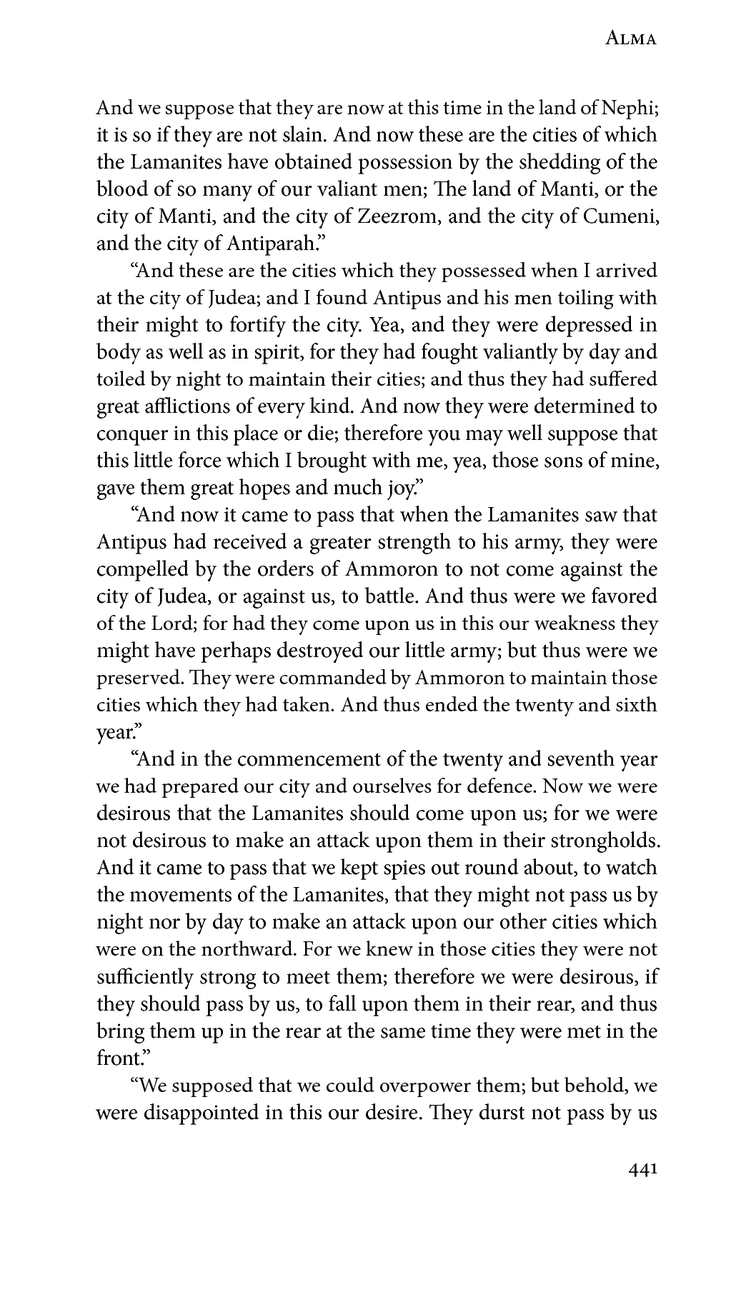 Alma
And we suppose that they are now at this time in the land of Nephi;
it is so if they are not slain. And now these are the cities of which
the Lamanites have obtained possession by the shedding of the
blood of so many of our valiant men; The land of Manti, or the
city of Manti, and the city of Zeezrom, and the city of Cumeni,
and the city of Antiparah.”
“And these are the cities which they possessed when I arrived
at the city of Judea; and I found Antipus and his men toiling with
their might to fortify the city. Yea, and they were depressed in
body as well as in spirit, for they had fought valiantly by day and
toiled by night to maintain their cities; and thus they had suffered
great afflictions of every kind. And now they were determined to
conquer in this place or die; therefore you may well suppose that
this little force which I brought with me, yea, those sons of mine,
gave them great hopes and much joy.”
“And now it came to pass that when the Lamanites saw that
Antipus had received a greater strength to his army, they were
compelled by the orders of Ammoron to not come against the
city of Judea, or against us, to battle. And thus were we favored
of the Lord; for had they come upon us in this our weakness they
might have perhaps destroyed our little army; but thus were we
preserved. They were commanded by Ammoron to maintain those
cities which they had taken. And thus ended the twenty and sixth
year.”
“And in the commencement of the twenty and seventh year
we had prepared our city and ourselves for defence. Now we were
desirous that the Lamanites should come upon us; for we were
not desirous to make an attack upon them in their strongholds.
And it came to pass that we kept spies out round about, to watch
the movements of the Lamanites, that they might not pass us by
night nor by day to make an attack upon our other cities which
were on the northward. For we knew in those cities they were not
sufficiently strong to meet them; therefore we were desirous, if
they should pass by us, to fall upon them in their rear, and thus
bring them up in the rear at the same time they were met in the
front.”
“We supposed that we could overpower them; but behold, we
were disappointed in this our desire. They durst not pass by us
441